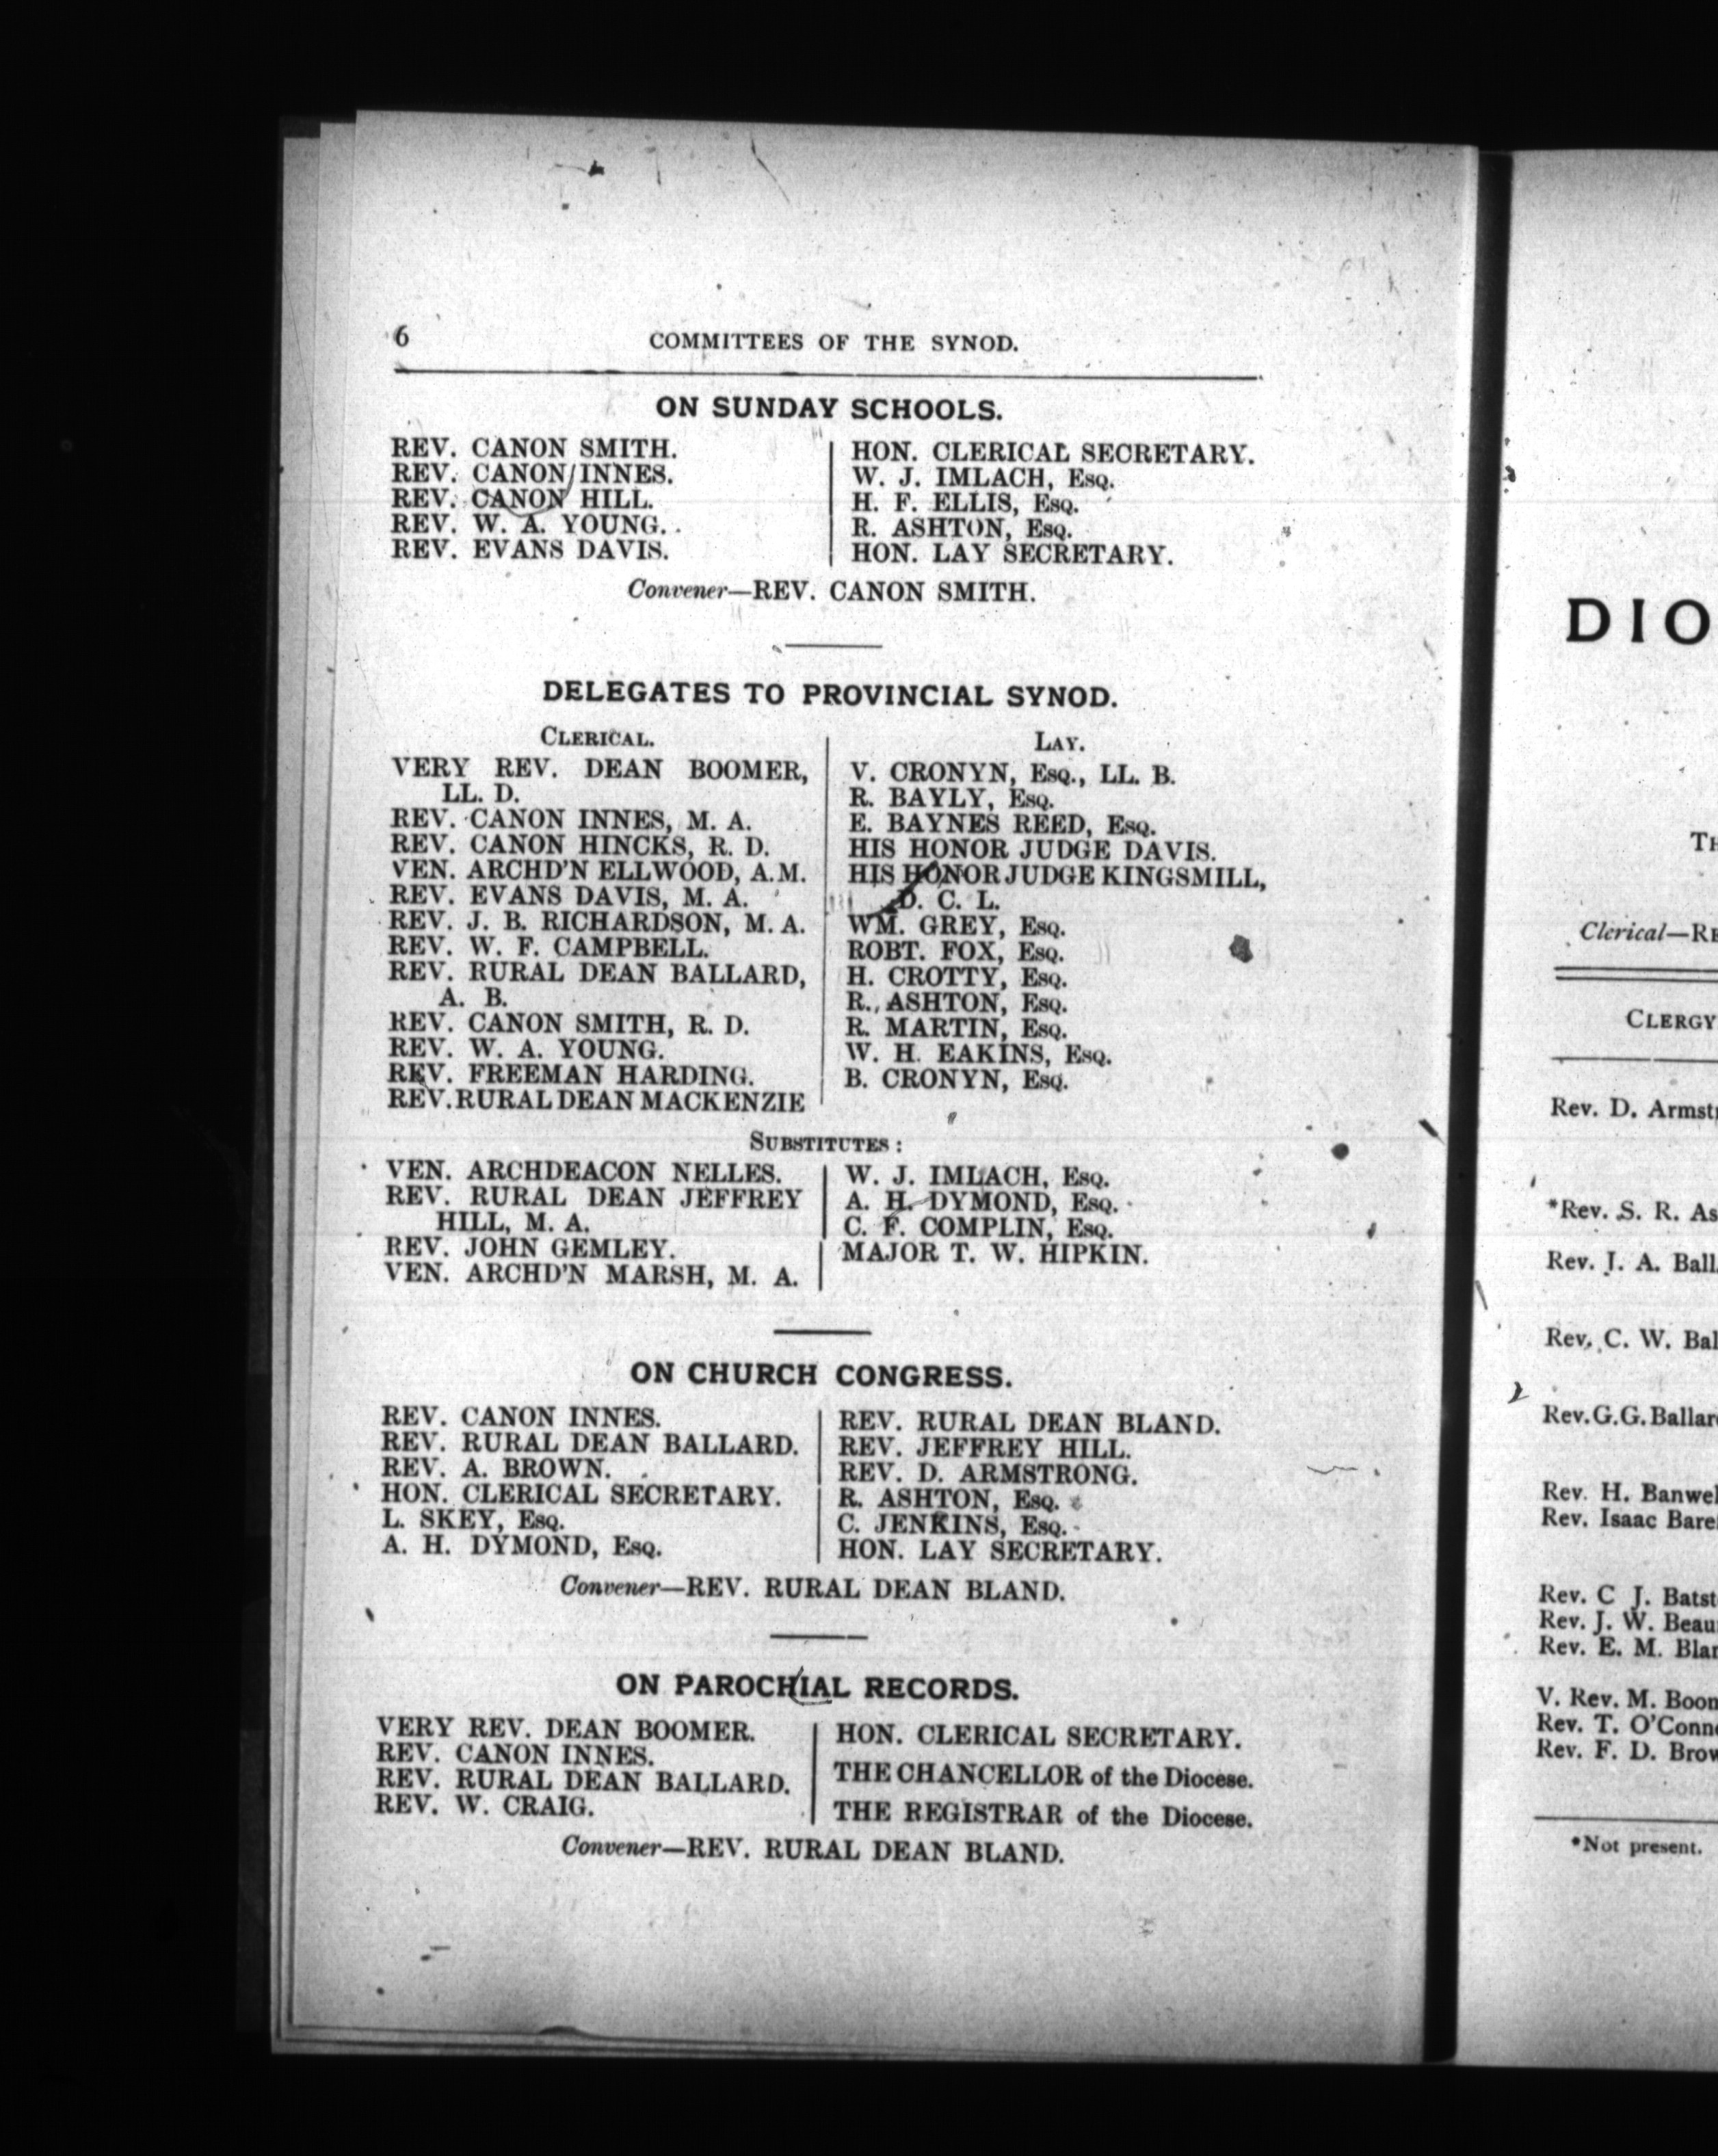 6
COMMITTEES OF THE SYNOD.
ON SUNDAY SCHOOLS.
REV. CANON SMITH.
REV. CANON INNES.
REV. CANON HILL.
REV. W. A. YOUNG.
REV. EVANS DAVIS.
HON. CLERICAL SECRETARY.
W. J. IMLACH, Esq.
H. F. ELLIS, Esq.
R. ASHTON, Esq.
HON. LAY SECRETARY.
Convener—REV. CANON SMITH.
DELEGATES TO PROVINCIAL SYNOD.
CLERICAL.
VERY REV. DEAN BOOMER,
LL. D.
REV. CANON INNES, M. A.
REV. CANON HINCKS, R. D.
VEN. ARCHD'N ELLWOOD, A.M.
REV. EVANS DAVIS, M. A.
REV. J. B. RICHARDSON, M. A.
REV. W. F. CAMPBELL.
REV. RURAL DEAN BALLARD,
A. B.
REV. CANON SMITH, R. D.
REV. W. A. YOUNG.
REV. FREEMAN HARDING.
REV. RURAL DEAN MACKENZIE
LAY.
V. CRONYN, Esq., LL. B.
R. BAYLY, Esq.
E. BAYNES REED, Esq.
HIS HONOR JUDGE DAVIS.
HIS HONOR JUDGE KINGSMILL,
D. C. L.
WM. GREY, Esq.
ROBT. FOX, Esq.
H. CROTTY, Esq.
R. ASHTON, Esq.
R. MARTIN, Esq.
W. H. EAKINS, Esq.
B. CRONYN, Esq.
SUBSTITUTES:
VEN. ARCHDEACON NELLES.
REV. RURAL DEAN JEFFREY
HILL, M. A.
REV. JOHN GEMLEY.
VEN. ARCHD'N MARSH, M. A.
W. J. IMLACH, Esq.
A. H. DYMOND, Esq.
C. F. COMPLIN, Esq.
MAJOR T. W. HIPKIN.
ON CHURCH CONGRESS.
REV. CANON INNES.
REV. RURAL DEAN BALLARD.
REV. A. BROWN.
HON. CLERICAL SECRETARY.
L. SKEY, Esq.
A. H. DYMOND, Esq.
REV. RURAL DEAN BLAND.
REV. JEFFREY HILL.
REV. D. ARMSTRONG.
R. ASHTON, Esq.
C. JENKINS, Esq.
HON. LAY SECRETARY.
Convener—REV. RURAL DEAN BLAND.
ON PAROCHIAL RECORDS.
VERY REV. DEAN BOOMER.
REV. CANON INNES.
REV. RURAL DEAN BALLARD.
REV. W. CRAIG.
HON. CLERICAL SECRETARY.
THE CHANCELLOR of the Diocese.
THE REGISTRAR of the Diocese.
Convener—REV. RURAL DEAN BLAND.
DIO
Clerical—
CLERGY
Rev. D.
*Rev. S. R.
Rev. J. A.
Rev. C. W.
Rev. G. G.
Rev. H.
Rev. Isaac
Rev. C J.
Rev. J. W.
Rev. E. M.
V. Rev. M.
Rev. T.
Rev. F. D.
*Not present.